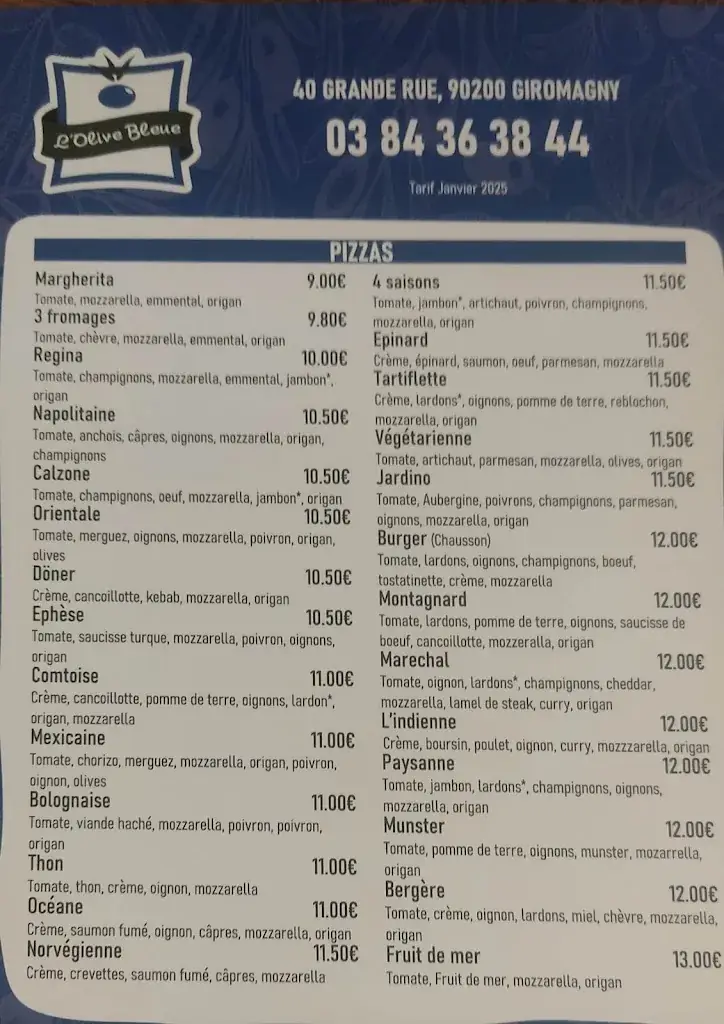 L'Olive Bleue
40 GRANDE RUE, 90200 GIROMAGNY
03 84 36 38 44
Tarif Janvier 2025
PIZZAS
Margherita 9.00€
Tomate, mozzarella, emmental, origan
3 fromages 9.80€
Tomate, chèvre, mozzarella, emmental, origan
Regina 10.00€
Tomate, champignons, mozzarella, emmental, jambon*,
origan
Napolitaine 10.50€
Tomate, anchois, câpres, oignons, mozzarella, origan,
champignons
Calzone 10.50€
Tomate, champignons, oeuf, mozzarella, jambon*, origan
Orientale 10.50€
Tomate, merguez, oignons, mozzarella, poivron, origan,
olives
Döner 10.50€
Crème, cancoillotte, kebab, mozzarella, origan
Ephèse 10.50€
Tomate, saucisse turque, mozzarella, poivron, oignons,
origan
Comtoise 11.00€
Crème, cancoillotte, pomme de terre, oignons, lardon*,
origan, mozzarella
Mexicaine 11.00€
Tomate, chorizo, merguez, mozzarella, origan, poivron,
oignon, olives
Bolognaise 11.00€
Tomate, viande haché, mozzarella, poivron, poivron,
origan
Thon 11.00€
Tomate, thon, crème, oignon, mozzarella
Océane 11.00€
Crème, saumon fumé, oignon, câpres, mozzarella, origan
Norvégienne 11.50€
Crème, crevettes, saumon fumé, câpres, mozzarella
4 saisons 11.50€
Tomate, jambon*, artichaut, poivron, champignons,
mozzarella, origan
Epinard 11.50€
Crème, épinard, saumon, oeuf, parmesan, mozzarella
Tartiflette 11.50€
Crème, lardons*, oignons, pomme de terre, reblochon,
mozzarella, origan
Végétarienne 11.50€
Tomate, artichaut, parmesan, mozzarella, olives, origan
Jardino 11.50€
Tomate, Aubergine, poivrons, champignons, parmesan,
oignons, mozzarella, origan
Burger (Chausson) 12.00€
Tomate, lardons, oignons, champignons, boeuf,
tostatinette, crème, mozzarella
Montagnard 12.00€
Tomate, lardons, pomme de terre, oignons, saucisse de
boeuf, cancoillotte, mozzeralla, origan
Marechal 12.00€
Tomate, oignon, lardons*, champignons, cheddar,
mozzarella, lamel de steak, curry, origan
L'indienne 12.00€
Crème, boursin, poulet, oignon, curry, mozzzarella, origan
Paysanne 12.00€
Tomate, jambon, lardons*, champignons, oignons,
mozzarella, origan
Munster 12.00€
Tomate, pomme de terre, oignons, munster, mozarrella,
origan
Bergère 12.00€
Tomate, crème, oignon, lardons, miel, chèvre, mozzarella,
origan
Fruit de mer 13.00€
Tomate, Fruit de mer, mozzarella, origan